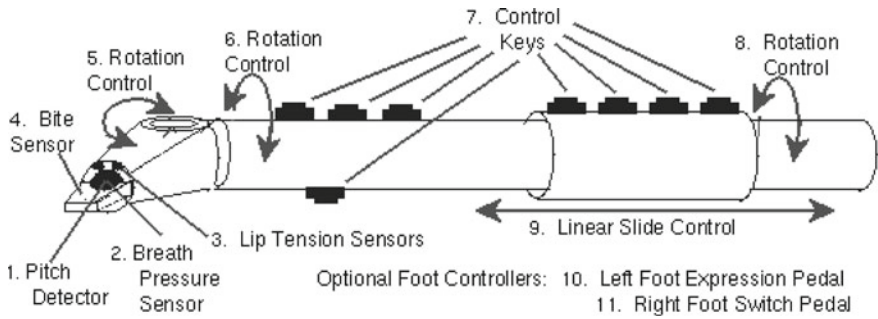 7. Control
Keys
6. Rotation
Control
8. Rotation
Control
5. Rotation
Control
4. Bite
Sensor
9. Linear Slide Control
3. Lip Tension Sensors
2. Breath
Pressure
Sensor
1. Pitch
Detector
Optional Foot Controllers: 10. Left Foot Expression Pedal
11. Right Foot Switch Pedal